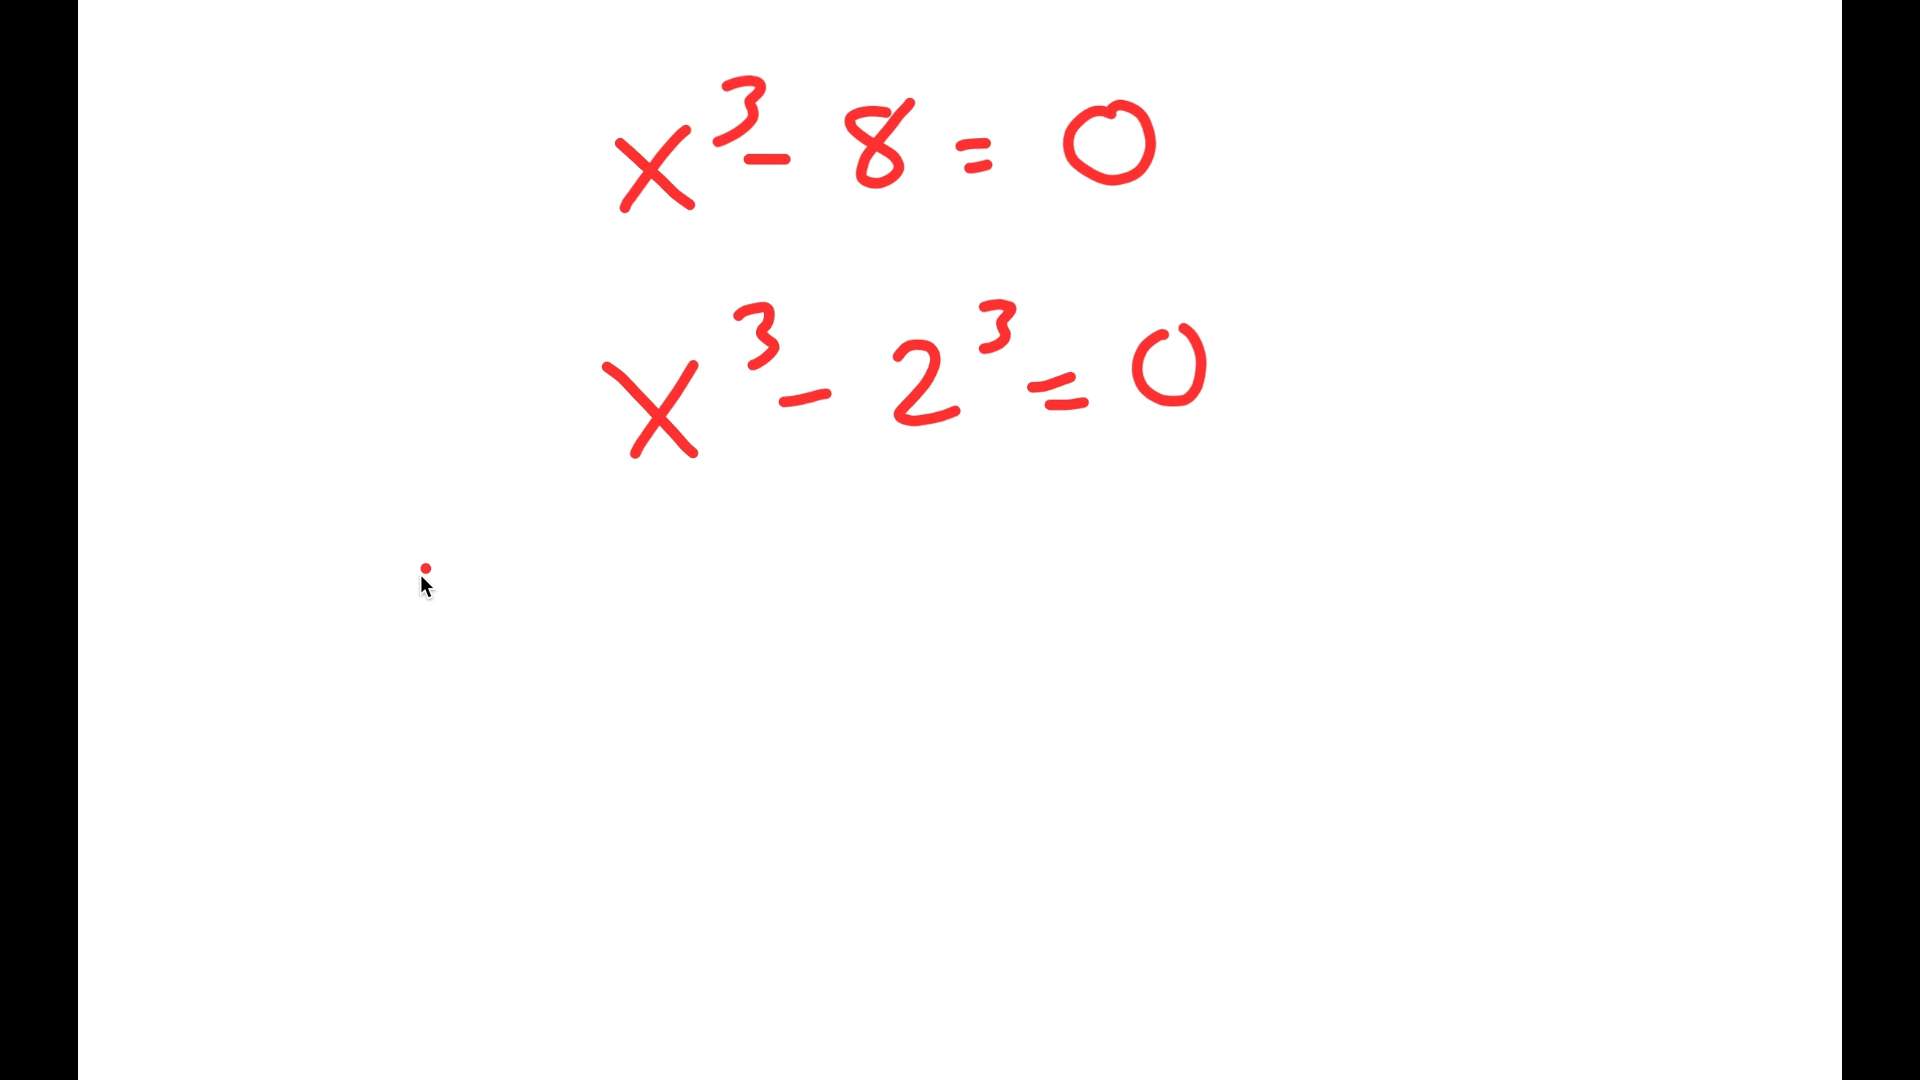 x³ - 8 = 0
x³ - 2³ = 0